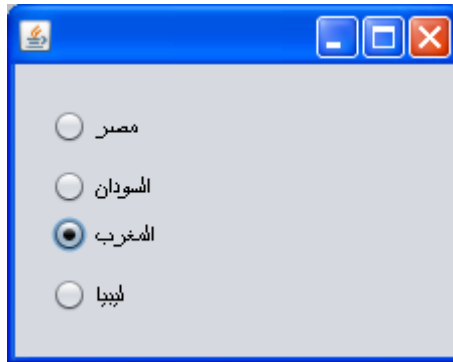 مصر
السودان
المغرب
ليبيا